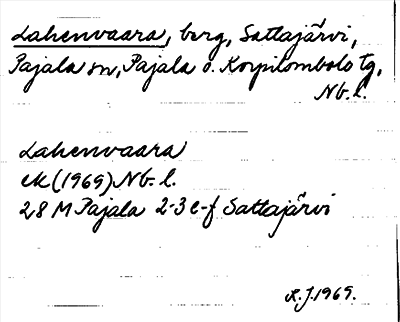 Lahenvaara, berg, Sattajärvi,
Pajala sn, Pajala o. Korpilombolo tg,
Nb. l.
Lahenvaara
ek (1969) Nb. l.
28 M Pajala 2-3 e-f Sattajärvi
R.J. 1969.